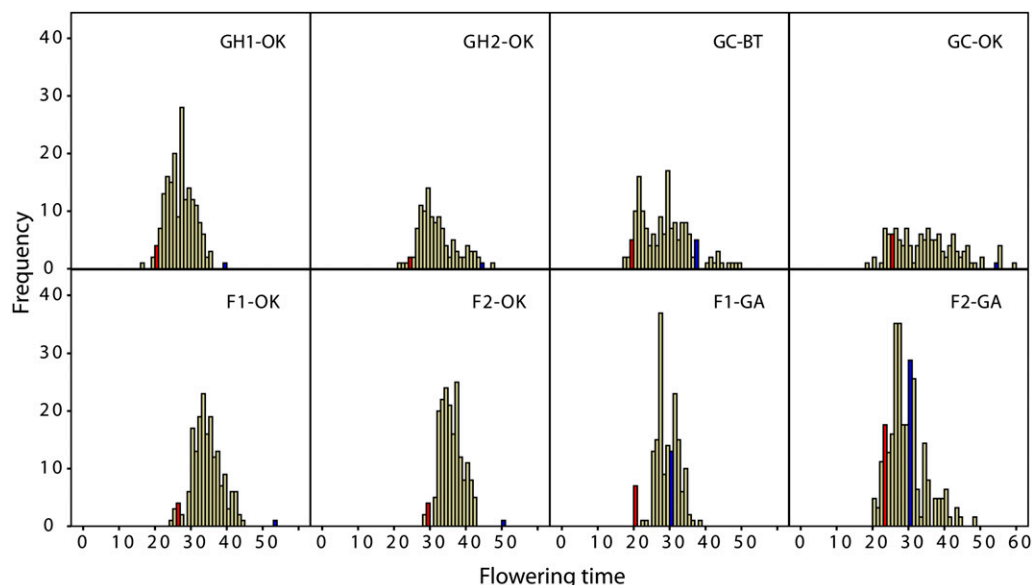 GH1-OK GH2-OK GC-BT GC-OK
40
30
20
10
0
Frequency
F1-OK F2-OK F1-GA F2-GA
40
30
20
10
0
0 10 20 30 40 50 0 10 20 30 40 50 0 10 20 30 40 50 0 10 20 30 40 50 60
Flowering time